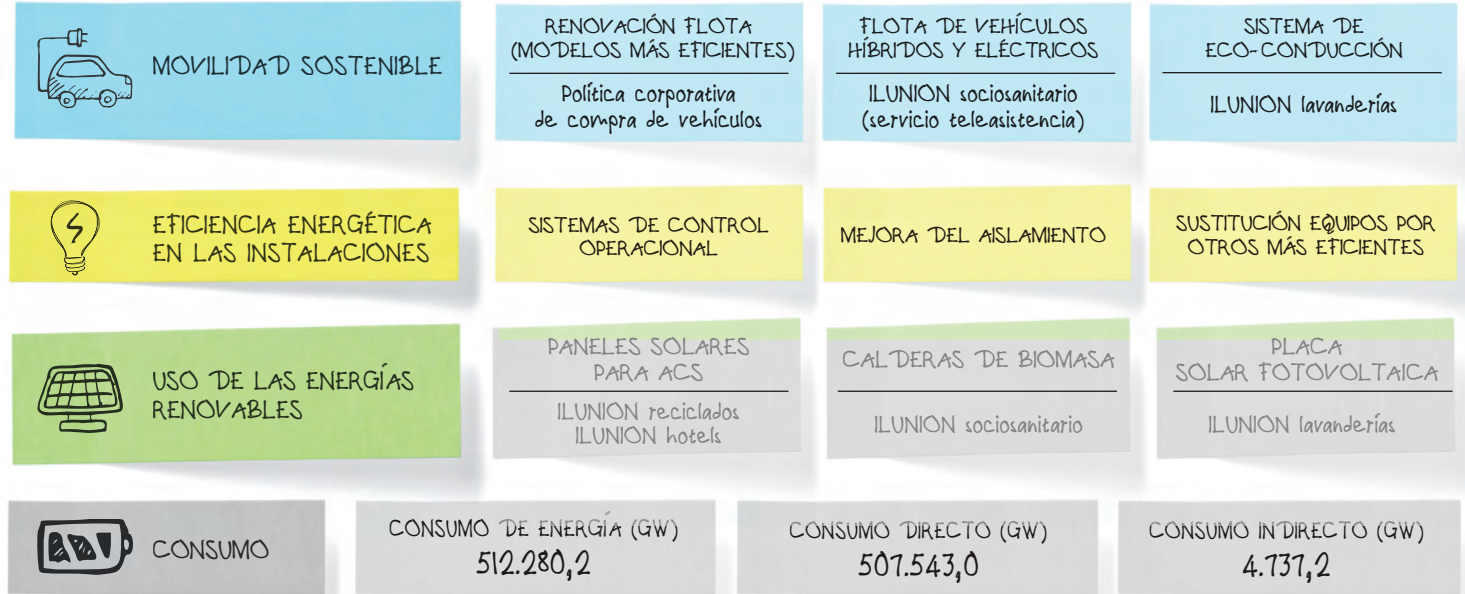 MOVILIDAD SOSTENIBLE
RENOVACIÓN FLOTA
(MODELOS MÁS EFICIENTES)
Política corporativa
de compra de vehículos
FLOTA DE VEHÍCULOS
HÍBRIDOS Y ELÉCTRICOS
ILUNION sociosanitario
(servicio teleasistencia)
SISTEMA DE
ECO-CONDUCCIÓN
ILUNION lavanderías
EFICIENCIA ENERGÉTICA
EN LAS INSTALACIONES
SISTEMAS DE CONTROL
OPERACIONAL
MEJORA DEL AISLAMIENTO
SUSTITUCIÓN EQUIPOS POR
OTROS MÁS EFICIENTES
USO DE LAS ENERGÍAS
RENOVABLES
PANELES SOLARES
PARA ACS
ILUNION reciclados
ILUNION hotels
CALDERAS DE BIOMASA
ILUNION sociosanitario
PLACA
SOLAR FOTOVOLTAICA
ILUNION lavanderías
CONSUMO
CONSUMO DE ENERGÍA (GW)
512.280,2
CONSUMO DIRECTO (GW)
507.543,0
CONSUMO INDIRECTO (GW)
4.737,2